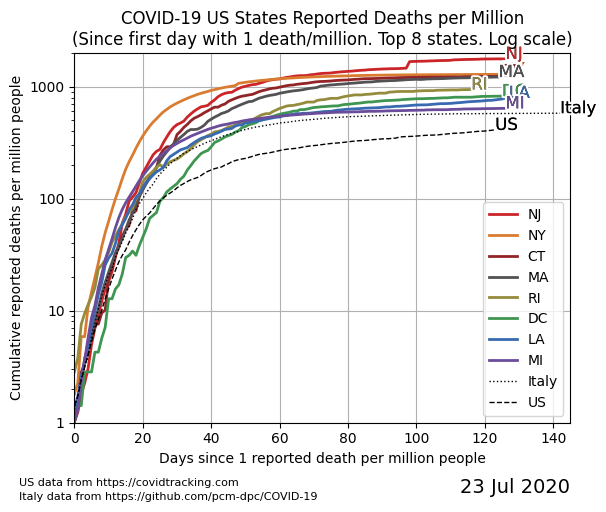 COVID-19 US States Reported Deaths per Million
(Since first day with 1 death/million. Top 8 states. Log scale)
Cumulative reported deaths per million people
1000
100
10
1
NJ
MA
RI
LA
MI
Italy
US
NJ
NY
CT
MA
RI
DC
LA
MI
Italy
US
0 20 40 60 80 100 120 140
Days since 1 reported death per million people
US data from https://covidtracking.com
Italy data from https://github.com/pcm-dpc/COVID-19
23 Jul 2020